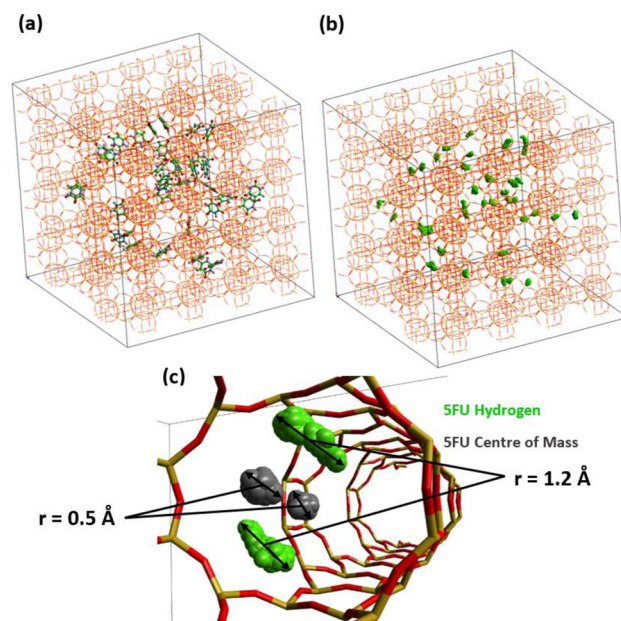 (a)
(b)
(c)
5FU Hydrogen
5FU Centre of Mass
r = 0.5 Å
r = 1.2 Å